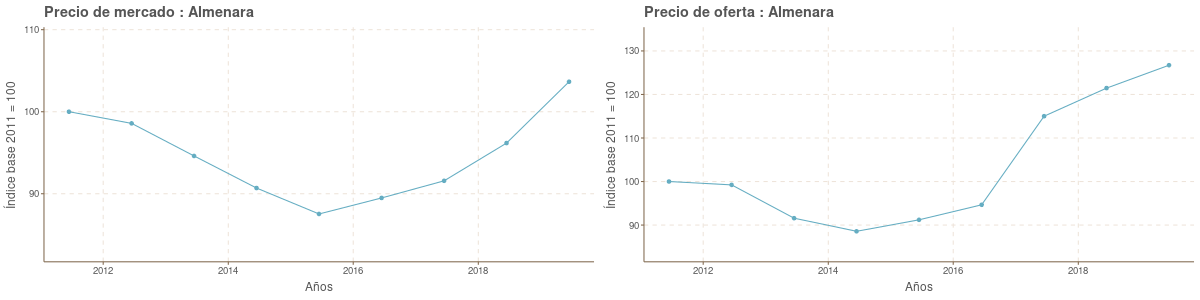 Precio de mercado : Almenara
110
100
90
Índice base 2011 = 100
2012 2014 2016 2018
Años
Precio de oferta : Almenara
130
120
110
100
90
Índice base 2011 = 100
2012 2014 2016 2018
Años